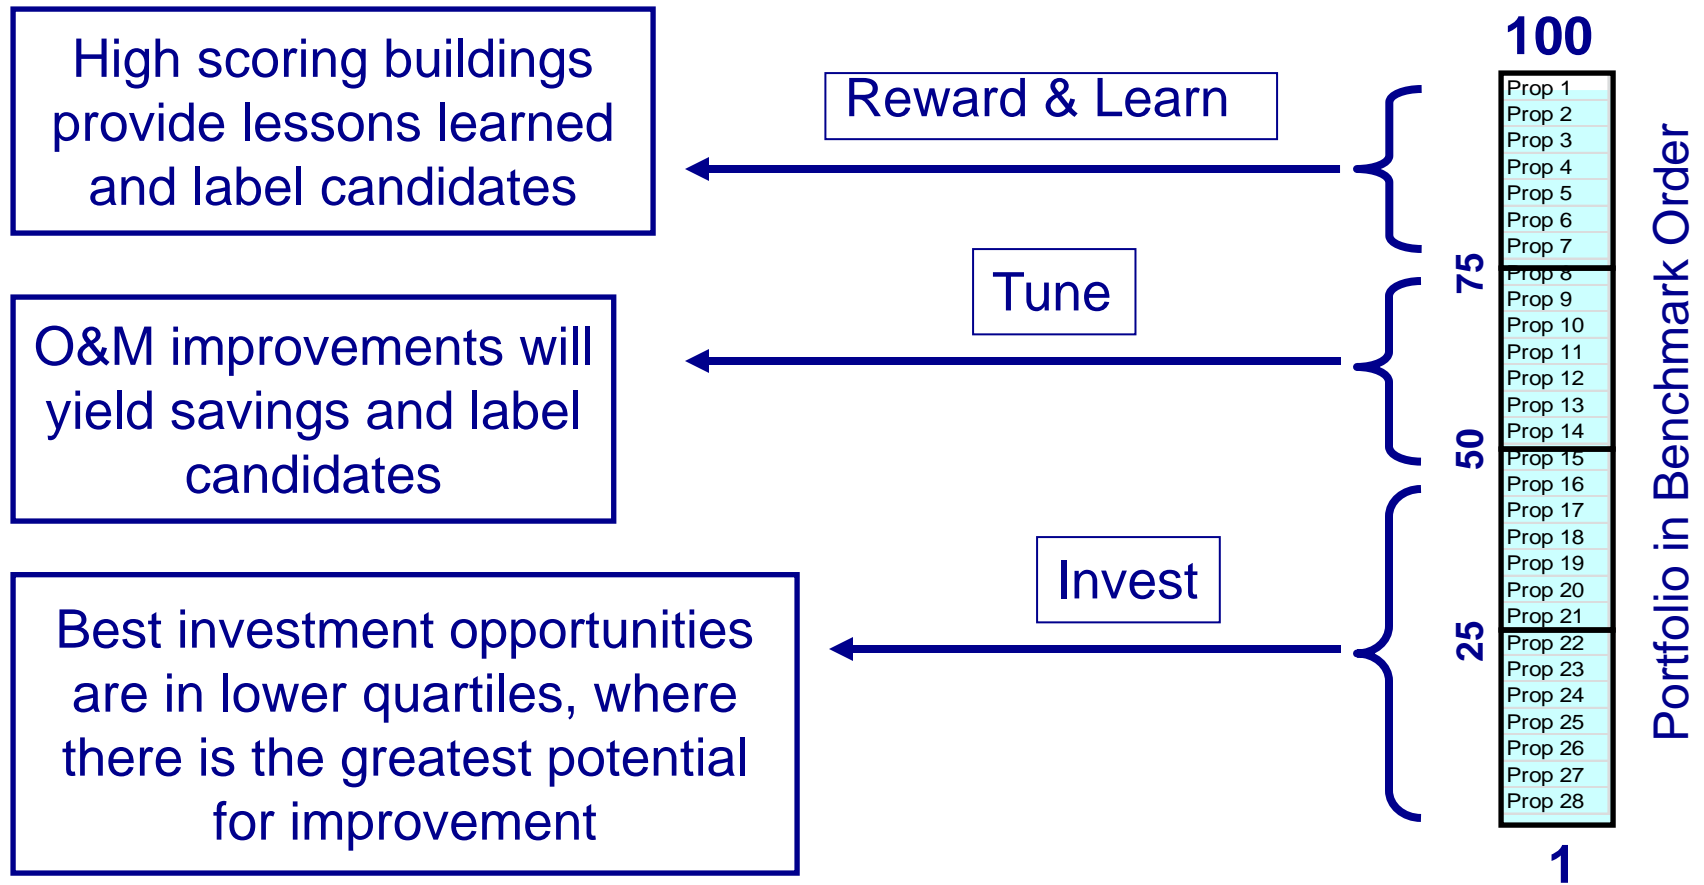 High scoring buildings
provide lessons learned
and label candidates
Reward & Learn
O&M improvements will
yield savings and label
candidates
Tune
Best investment opportunities
are in lower quartiles, where
there is the greatest potential
for improvement
Invest
100
75
50
25
1
Prop 1
Prop 2
Prop 3
Prop 4
Prop 5
Prop 6
Prop 7
Prop 8
Prop 9
Prop 10
Prop 11
Prop 12
Prop 13
Prop 14
Prop 15
Prop 16
Prop 17
Prop 18
Prop 19
Prop 20
Prop 21
Prop 22
Prop 23
Prop 24
Prop 25
Prop 26
Prop 27
Prop 28
Portfolio in Benchmark Order